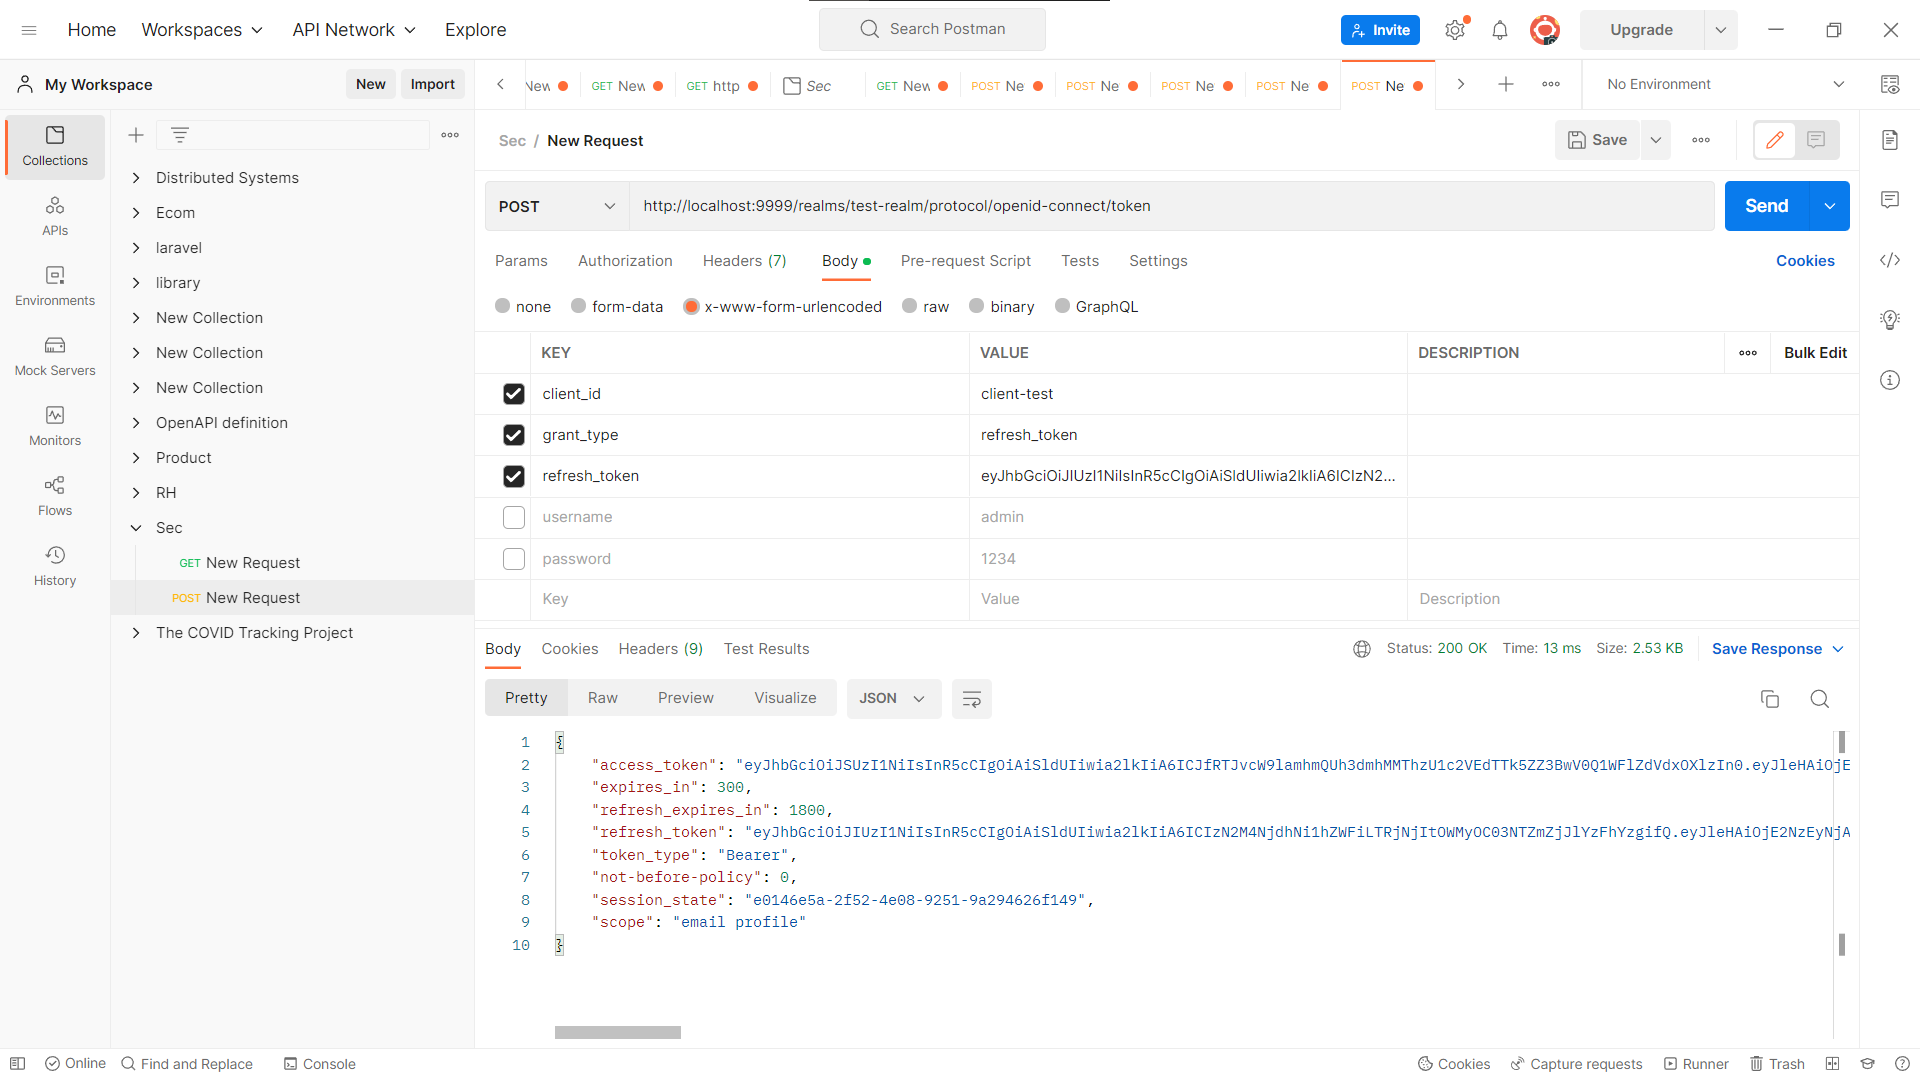 Home Workspaces API Network Explore Search Postman Invite Upgrade
My Workspace New Import New GET New GET http Sec GET New POST Ne POST Ne POST Ne POST Ne POST Ne No Environment
Collections
APIs
Environments
Mock Servers
Monitors
Flows
History
Distributed Systems
Ecom
laravel
library
New Collection
New Collection
New Collection
OpenAPI definition
Product
RH
Sec
GET New Request
POST New Request
The COVID Tracking Project
Sec / New Request Save
POST http://localhost:9999/realms/test-realm/protocol/openid-connect/token Send
Params Authorization Headers (7) Body Pre-request Script Tests Settings Cookies
none form-data x-www-form-urlencoded raw binary GraphQL
KEY VALUE DESCRIPTION Bulk Edit
client_id client-test
grant_type refresh_token
refresh_token eyJhbGciOiJIUzI1NiIsInR5cCIgOiAiSldUIiwia2lkIiA6ICIzN2...
username admin
password 1234
Key Value Description
Body Cookies Headers (9) Test Results Status: 200 OK Time: 13 ms Size: 2.53 KB Save Response
Pretty Raw Preview Visualize JSON
1 {
2 "access_token": "eyJhbGciOiJSUzI1NiIsInR5cCIgOiAiSldUIiwia2lkIiA6ICJfRTJvcW9lamhmQUh3dmhMMThzU1c2VEdTTk5ZZ3BwV0Q1WFlZdVdxOXlzIn0.eyJleHAiOjE
3 "expires_in": 300,
4 "refresh_expires_in": 1800,
5 "refresh_token": "eyJhbGciOiJIUzI1NiIsInR5cCIgOiAiSldUIiwia2lkIiA6ICIzN2M4NjdhNi1hZWFiLTRjNjItOWMyOC03NTZmZjJlYzFhYzgifQ.eyJleHAiOjE2NzEyNjA
6 "token_type": "Bearer",
7 "not-before-policy": 0,
8 "session_state": "e0146e5a-2f52-4e08-9251-9a294626f149",
9 "scope": "email profile"
10 }
Online Find and Replace Console Cookies Capture requests Runner Trash